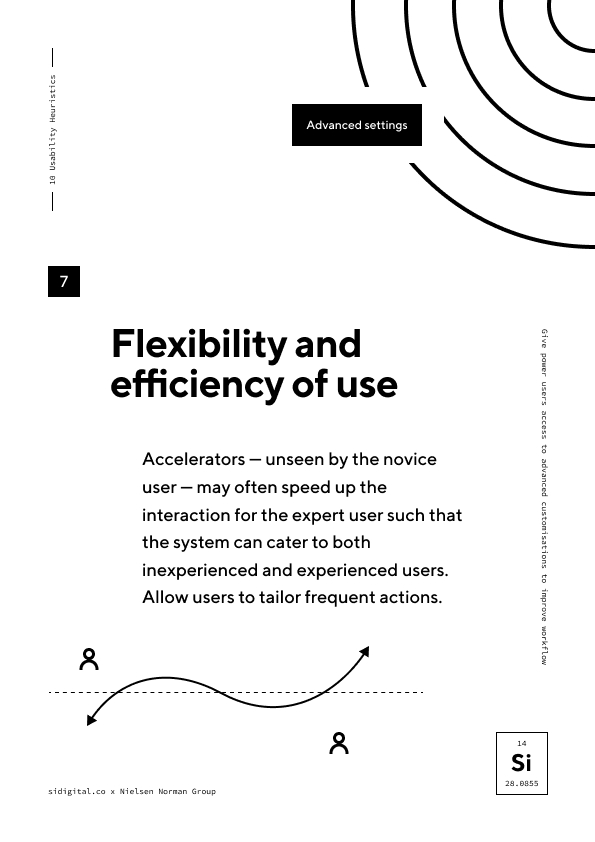 10 Usability Heuristics
Advanced settings
7
Flexibility and
efficiency of use
Accelerators — unseen by the novice
user — may often speed up the
interaction for the expert user such that
the system can cater to both
inexperienced and experienced users.
Allow users to tailor frequent actions.
Give power users access to advanced customisations to improve workflow
14
Si
28.0855
sidigital.co x Nielsen Norman Group